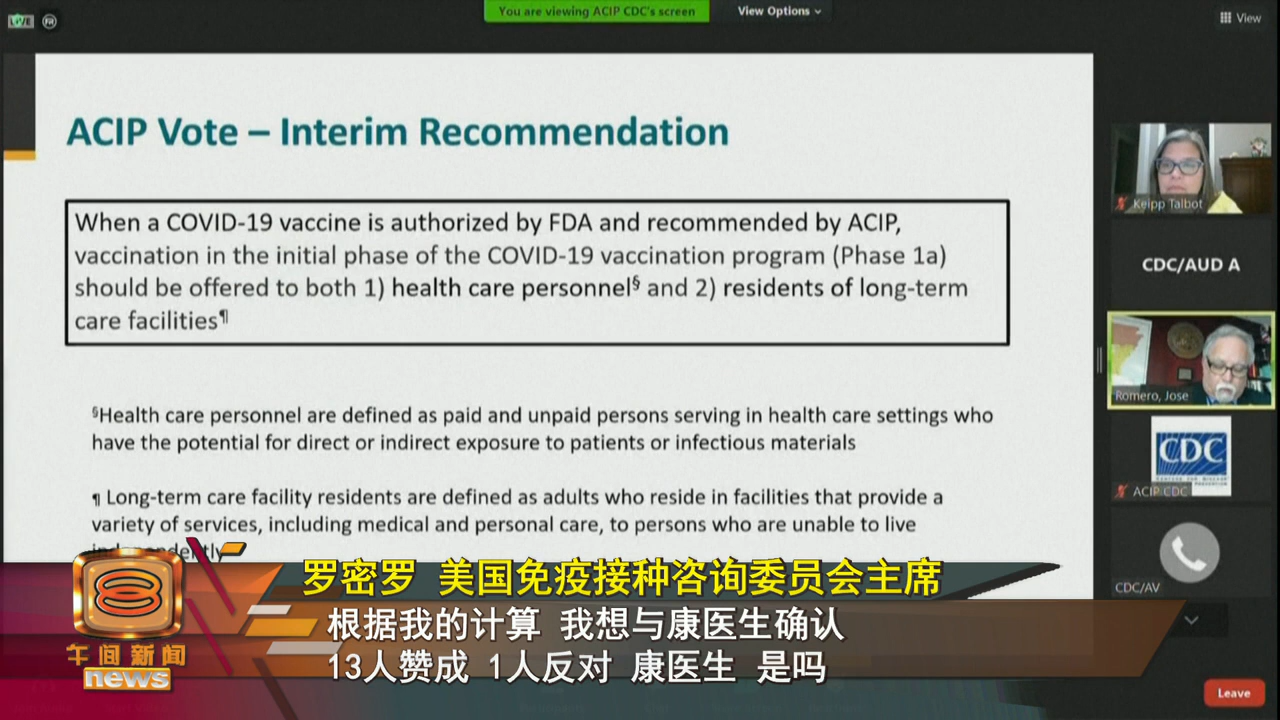 LIVE
You are viewing ACIP CDC's screen
View Options
View
ACIP Vote – Interim Recommendation
When a COVID-19 vaccine is authorized by FDA and recommended by ACIP,
vaccination in the initial phase of the COVID-19 vaccination program (Phase 1a)
should be offered to both 1) health care personnel§ and 2) residents of long-term
care facilities¶
§Health care personnel are defined as paid and unpaid persons serving in health care settings who
have the potential for direct or indirect exposure to patients or infectious materials
¶ Long-term care facility residents are defined as adults who reside in facilities that provide a
variety of services, including medical and personal care, to persons who are unable to live
independently
Keipp Talbot
CDC/AUD A
Romero, Jose
CDC
ACIP CDC
CDC/AV
Leave
罗密罗 美国免疫接种咨询委员会主席
根据我的计算 我想与康医生确认
13人赞成 1人反对 康医生 是吗
8
午间新闻
news